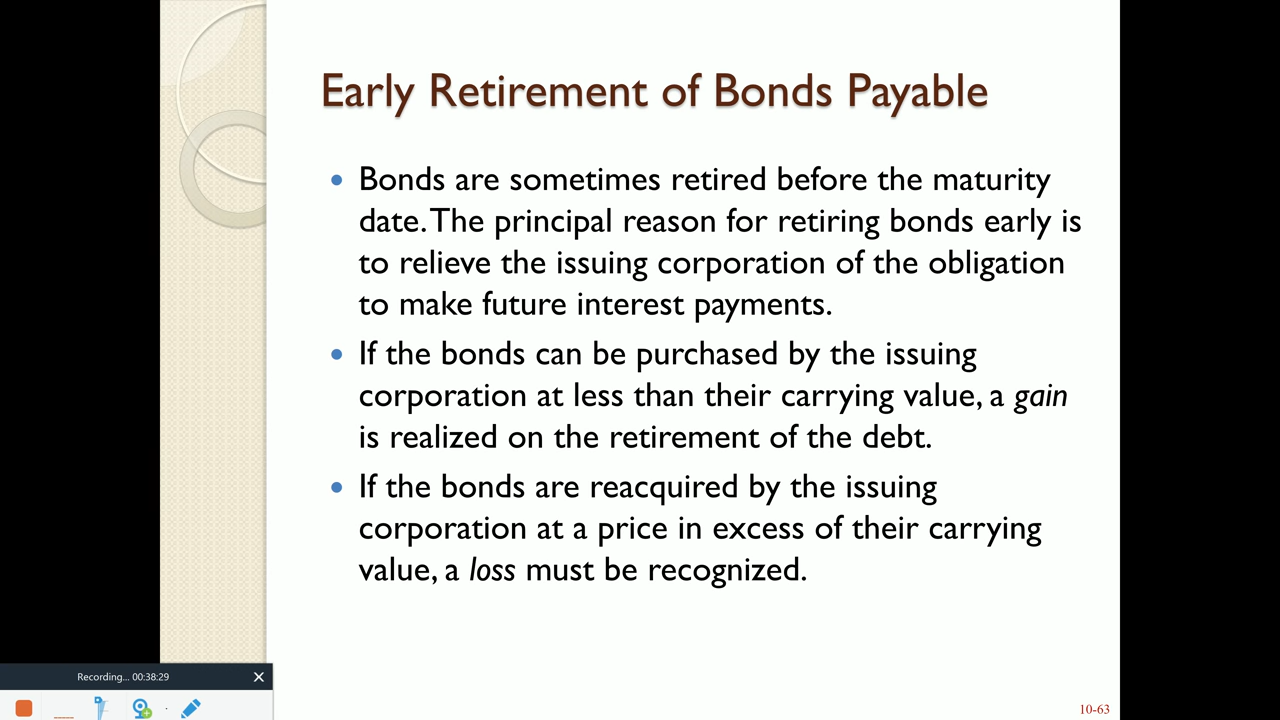 Early Retirement of Bonds Payable
• Bonds are sometimes retired before the maturity
date. The principal reason for retiring bonds early is
to relieve the issuing corporation of the obligation
to make future interest payments.
• If the bonds can be purchased by the issuing
corporation at less than their carrying value, a gain
is realized on the retirement of the debt.
• If the bonds are reacquired by the issuing
corporation at a price in excess of their carrying
value, a loss must be recognized.
Recording... 00:38:29
10-63